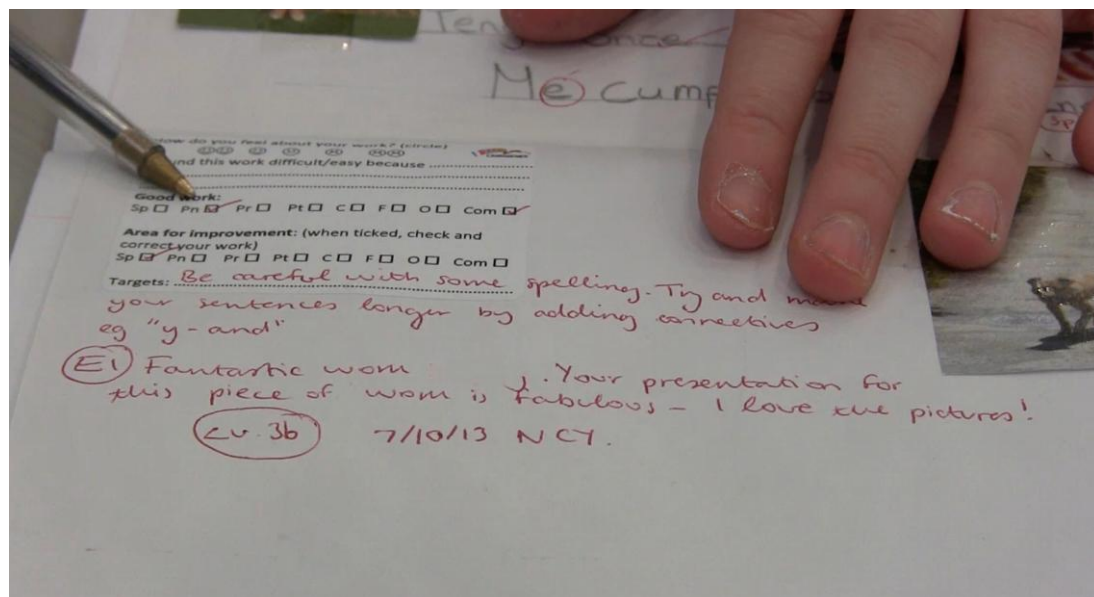 Me cump
How do you feel about your work? (circle)
und this work difficult/easy because
Good work:
Sp Pn Pr Pt C F O Com
Area for improvement: (when ticked, check and
correct your work)
Sp Pn Pr Pt C F O Com
Targets: Be careful with some spelling. Try and
your sentences longer by adding connectives
eg "y - and"
E1 Fantastic work . Your presentation for
this piece of work is fabulous - I love the pictures!
Lv. 3b 7/10/13 NCY.